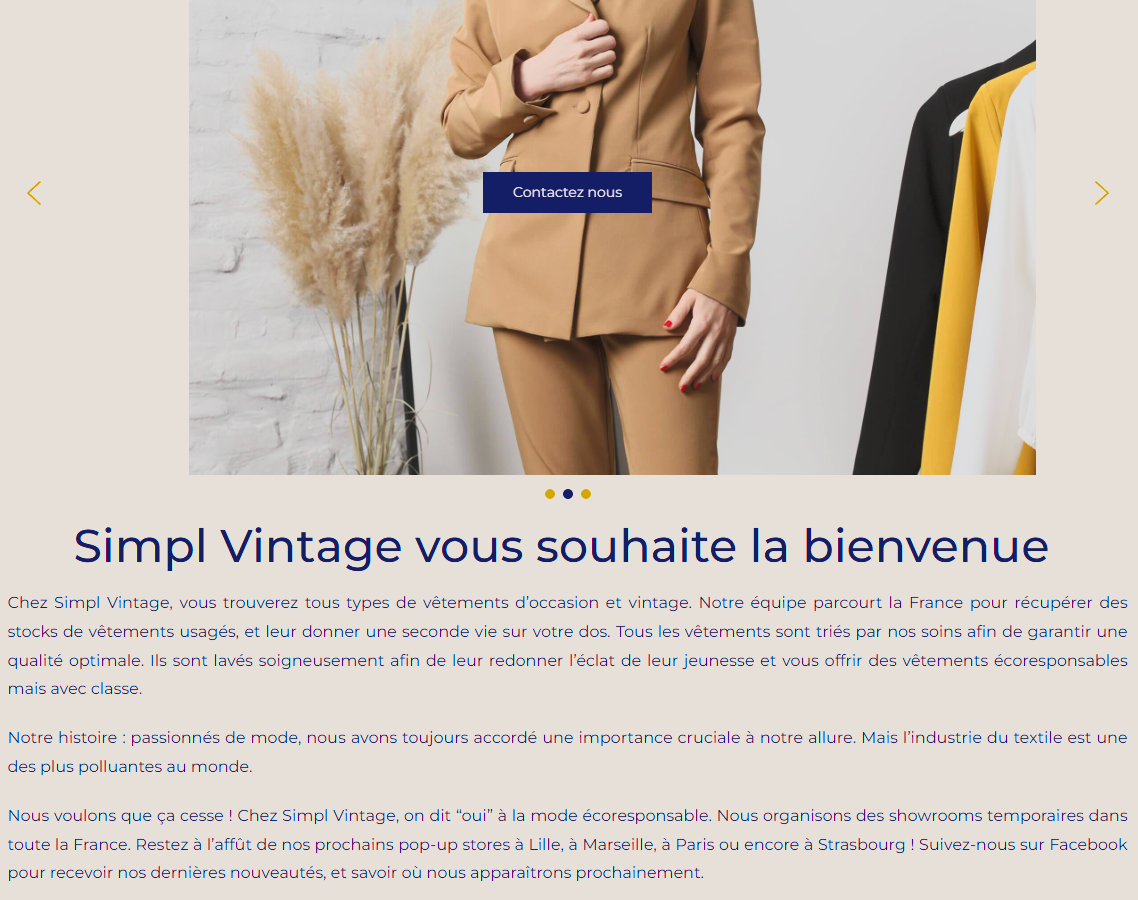 Contactez nous
Simpl Vintage vous souhaite la bienvenue
Chez Simpl Vintage, vous trouverez tous types de vêtements d’occasion et vintage. Notre équipe parcourt la France pour récupérer des
stocks de vêtements usagés, et leur donner une seconde vie sur votre dos. Tous les vêtements sont triés par nos soins afin de garantir une
qualité optimale. Ils sont lavés soigneusement afin de leur redonner l’éclat de leur jeunesse et vous offrir des vêtements écoresponsables
mais avec classe.
Notre histoire : passionnés de mode, nous avons toujours accordé une importance cruciale à notre allure. Mais l’industrie du textile est une
des plus polluantes au monde.
Nous voulons que ça cesse ! Chez Simpl Vintage, on dit “oui” à la mode écoresponsable. Nous organisons des showrooms temporaires dans
toute la France. Restez à l’affût de nos prochains pop-up stores à Lille, à Marseille, à Paris ou encore à Strasbourg ! Suivez-nous sur Facebook
pour recevoir nos dernières nouveautés, et savoir où nous apparaîtrons prochainement.